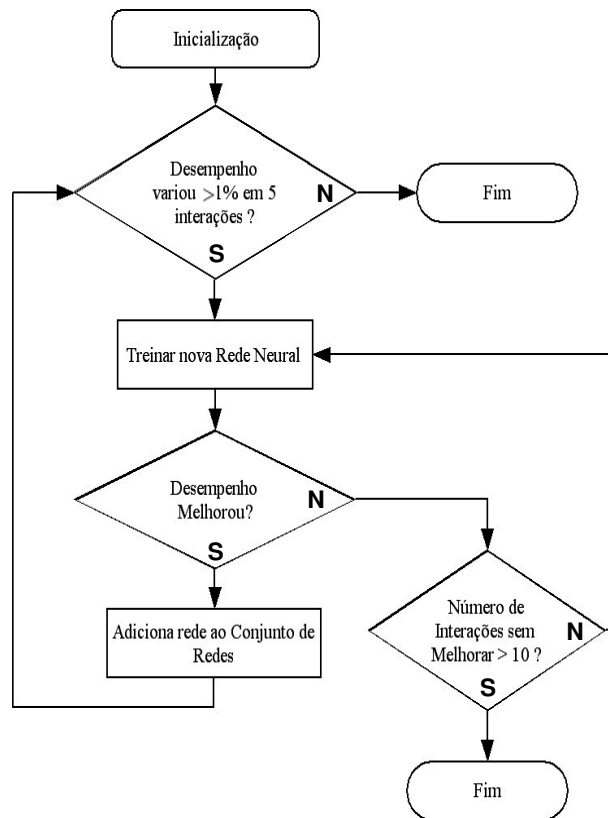 Inicialização
Desempenho
variou >1% em 5
interações ?
N
S
Fim
Treinar nova Rede Neural
Desempenho
Melhorou?
N
S
Adiciona rede ao Conjunto de
Redes
Número de
Interações sem
Melhorar > 10 ?
N
S
Fim